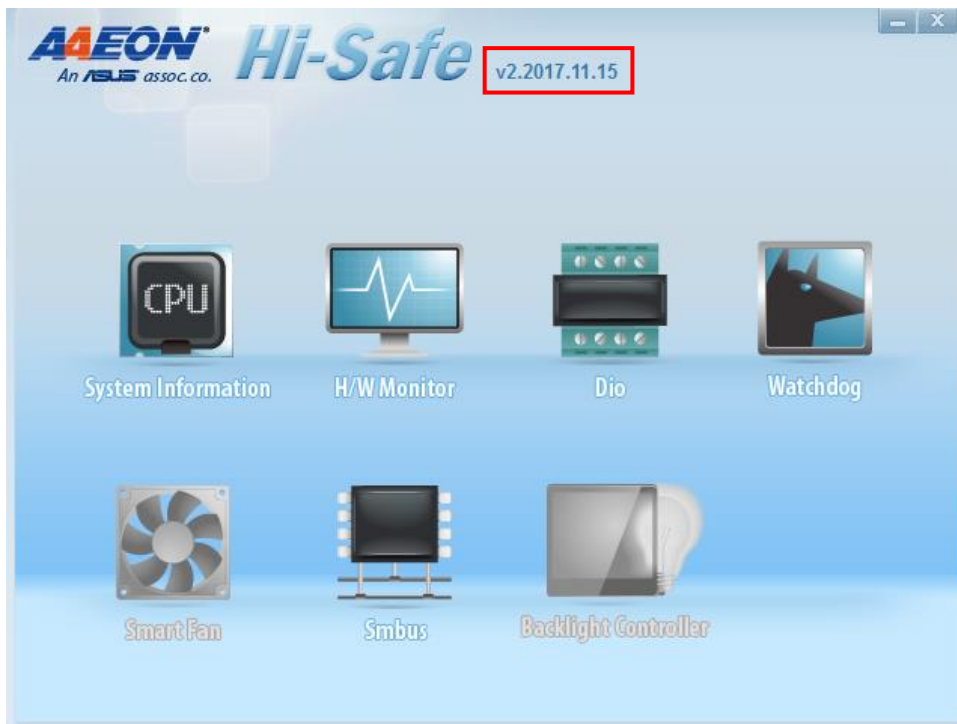 AAEON®
An ASUS assoc. co.
Hi-Safe
v2.2017.11.15
CPU
System Information
H/W Monitor
Dio
Watchdog
Smart Fan
Smbus
Backlight Controller